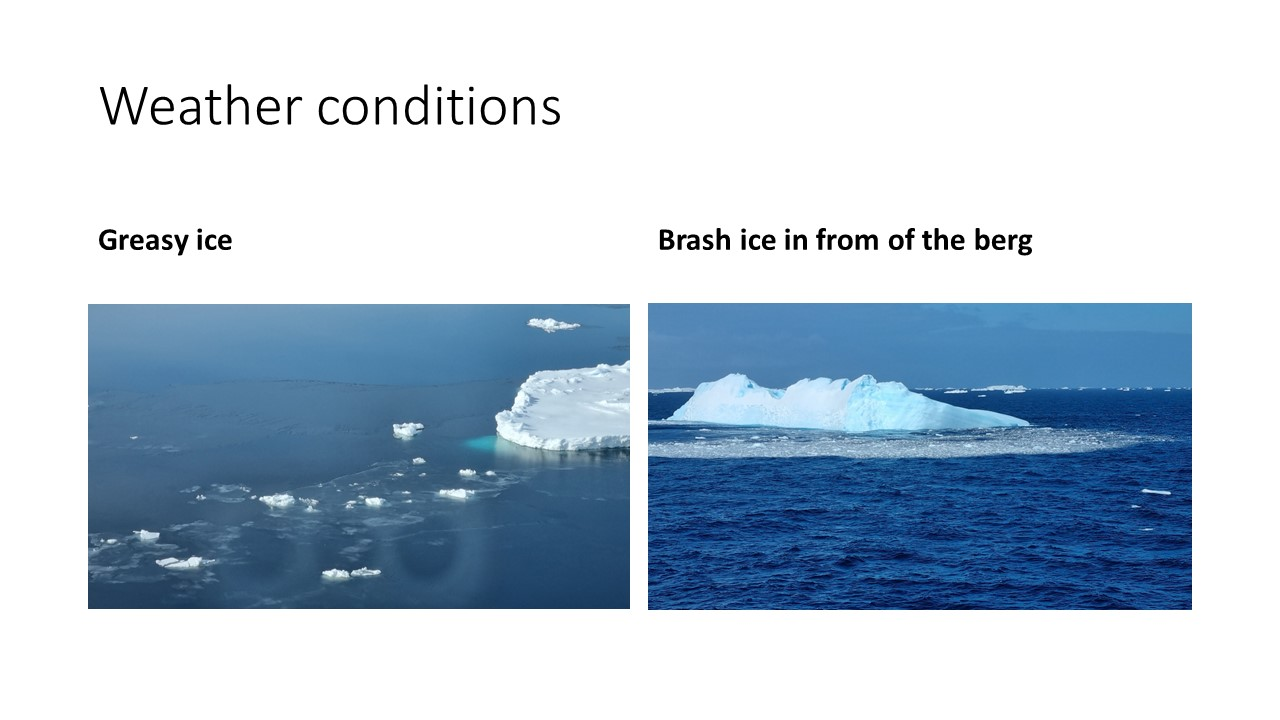 Weather conditions
Greasy ice
Brash ice in from of the berg